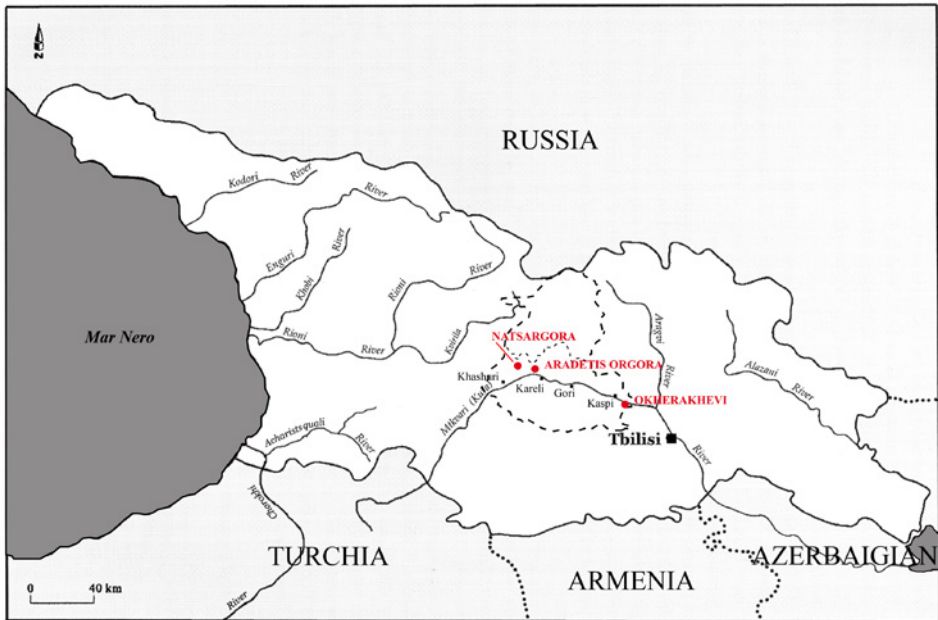 N
RUSSIA
Kodori River
Enguri River
Khobi River
Rioni River
Rioni River
Kvirila
Mar Nero
NATSARGORA
ARADETIS ORGORA
Khashuri
Kareli
Gori
Kaspi
OKHERAKHEVI
Mtkvari (Kura)
Aragvi River
Alazani River
Tbilisi
River
Acharistsquali River
Chorokhi River
TURCHIA
ARMENIA
AZERBAIGIAN
0 40 km